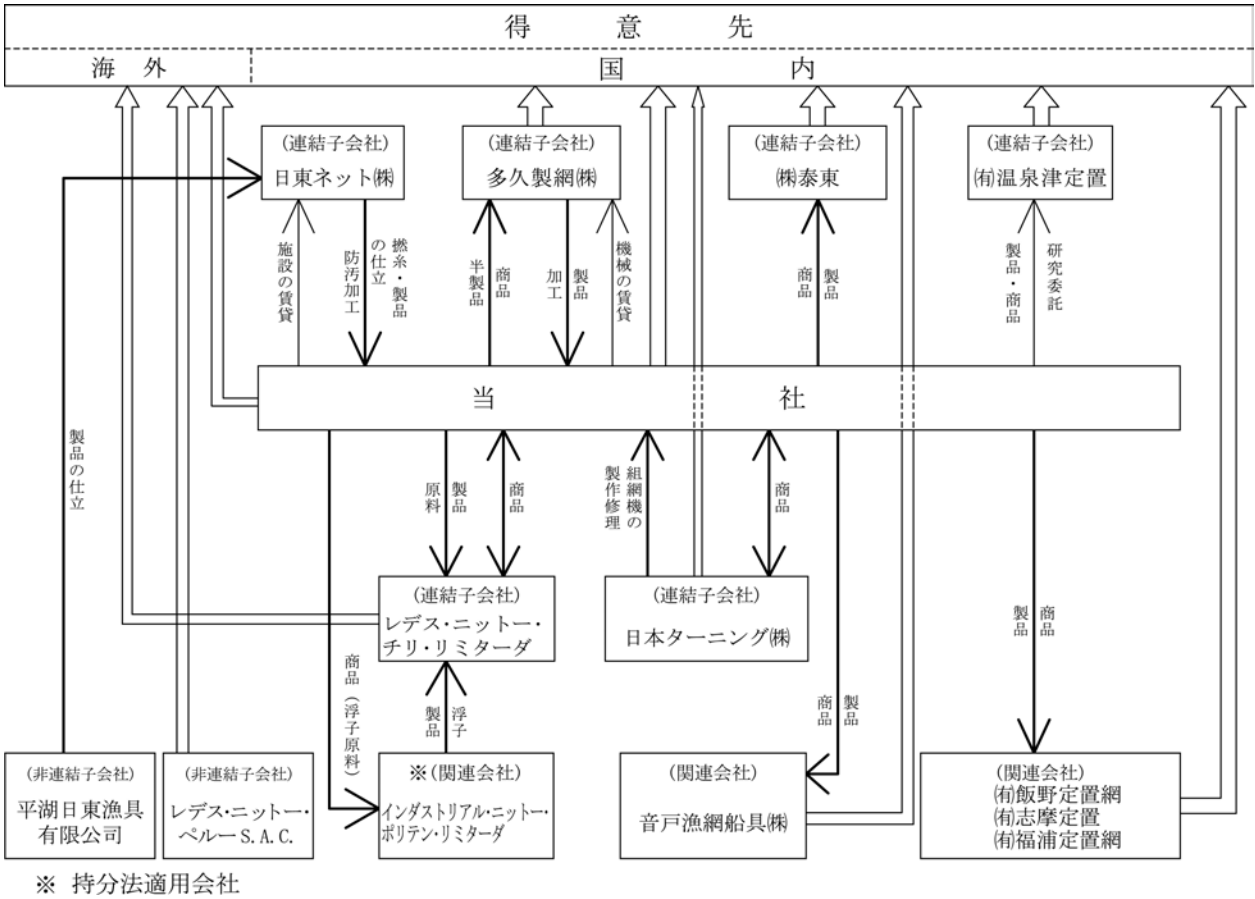 得意先
海外
国内
(連結子会社)
日東ネット㈱
(連結子会社)
多久製網㈱
(連結子会社)
㈱泰東
(連結子会社)
㈲温泉津定置
施設の賃貸
撚糸・製品
の仕立
防汚加工
商品
半製品
製品
加工
機械の賃貸
製品
商品
研究委託
製品・商品
当社
製品の仕立
製品
原料
商品
組網機の
製作修理
商品
商品
製品
(連結子会社)
レデス・ニットー・
チリ・リミターダ
(連結子会社)
日本ターニング㈱
商品(浮子原料)
浮子
製品
製品
商品
(非連結子会社)
平湖日東漁具
有限公司
(非連結子会社)
レデス・ニットー・
ペルーS.A.C.
※(関連会社)
インダストリアル・ニットー・
ポリテン・リミターダ
(関連会社)
音戸漁網船具㈱
(関連会社)
㈲飯野定置網
㈲志摩定置
㈲福浦定置網
※ 持分法適用会社